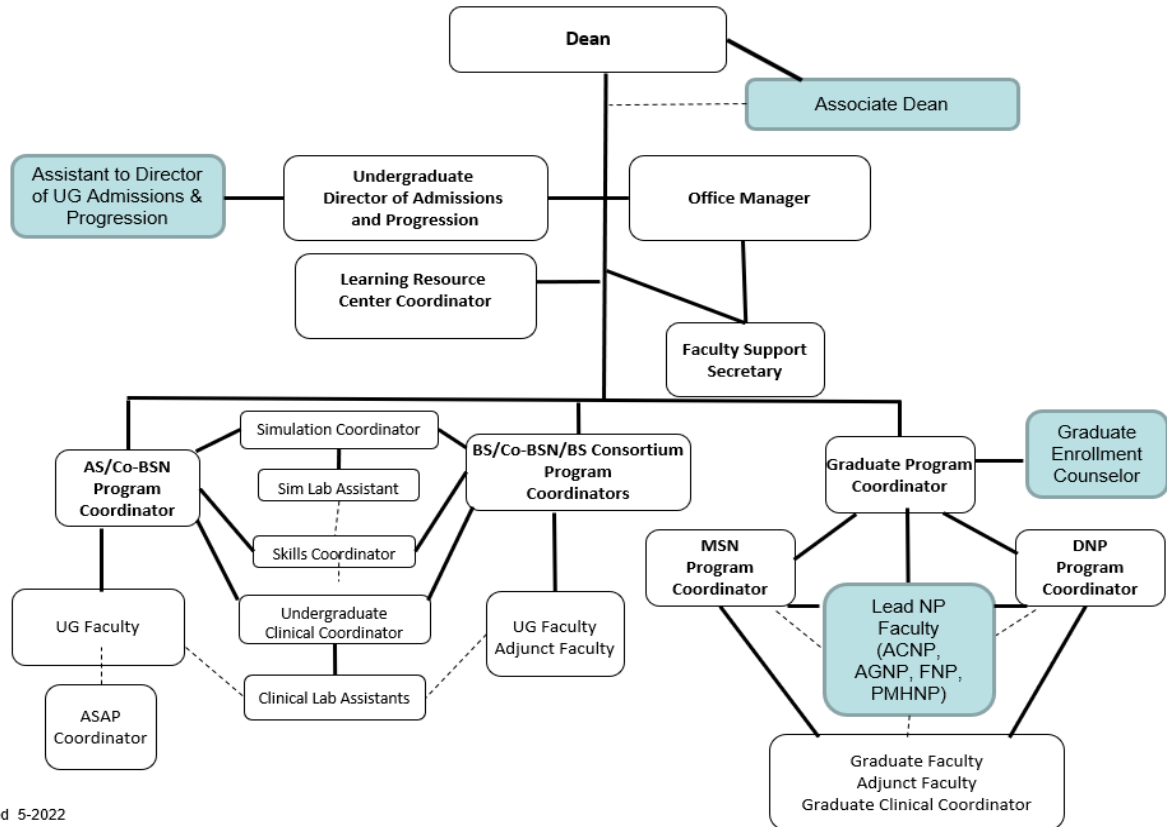 Dean
Associate Dean
Assistant to Director
of UG Admissions &
Progression
Undergraduate
Director of Admissions
and Progression
Office Manager
Learning Resource
Center Coordinator
Faculty Support
Secretary
Simulation Coordinator
AS/Co-BSN
Program
Coordinator
Sim Lab Assistant
BS/Co-BSN/BS Consortium
Program
Coordinators
Graduate Program
Coordinator
Graduate
Enrollment
Counselor
Skills Coordinator
MSN
Program
Coordinator
DNP
Program
Coordinator
UG Faculty
Undergraduate
Clinical Coordinator
UG Faculty
Adjunct Faculty
Lead NP
Faculty
(ACNP,
AGNP, FNP,
PMHNP)
Clinical Lab Assistants
ASAP
Coordinator
Graduate Faculty
Adjunct Faculty
Graduate Clinical Coordinator
d 5-2022